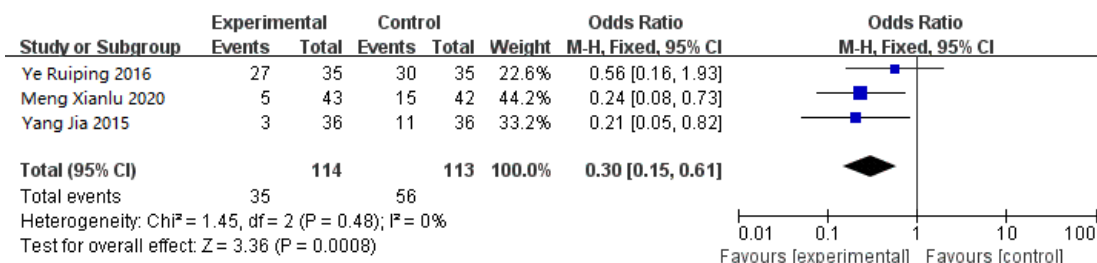 Experimental Control Odds Ratio Odds Ratio
Study or Subgroup Events Total Events Total Weight M-H, Fixed, 95% CI M-H, Fixed, 95% CI
Ye Ruiping 2016 27 35 30 35 22.6% 0.56 [0.16, 1.93]
Meng Xianlu 2020 5 43 15 42 44.2% 0.24 [0.08, 0.73]
Yang Jia 2015 3 36 11 36 33.2% 0.21 [0.05, 0.82]
Total (95% CI) 114 113 100.0% 0.30 [0.15, 0.61]
Total events 35 56
Heterogeneity: Chi² = 1.45, df = 2 (P = 0.48); I² = 0%
Test for overall effect: Z = 3.36 (P = 0.0008)
0.01 0.1 1 10 100
Favours [experimental] Favours [control]